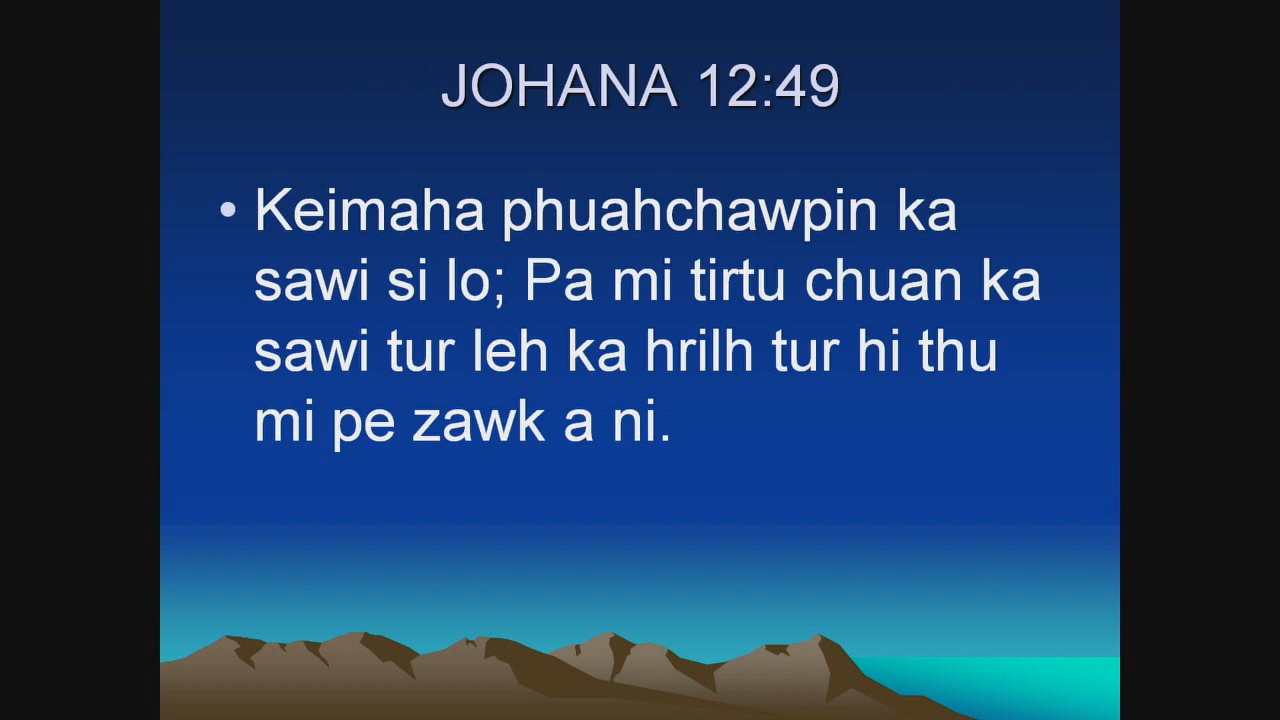 JOHANA 12:49
• Keimaha phuahchawpin ka
sawi si lo; Pa mi tirtu chuan ka
sawi tur leh ka hrilh tur hi thu
mi pe zawk a ni.